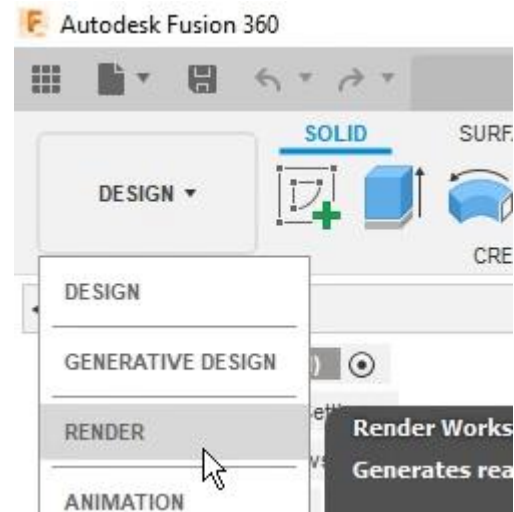 Autodesk Fusion 360
SOLID
SURF
DESIGN
CRE
DESIGN
GENERATIVE DESIGN
RENDER
Render Works
Generates rea
ANIMATION